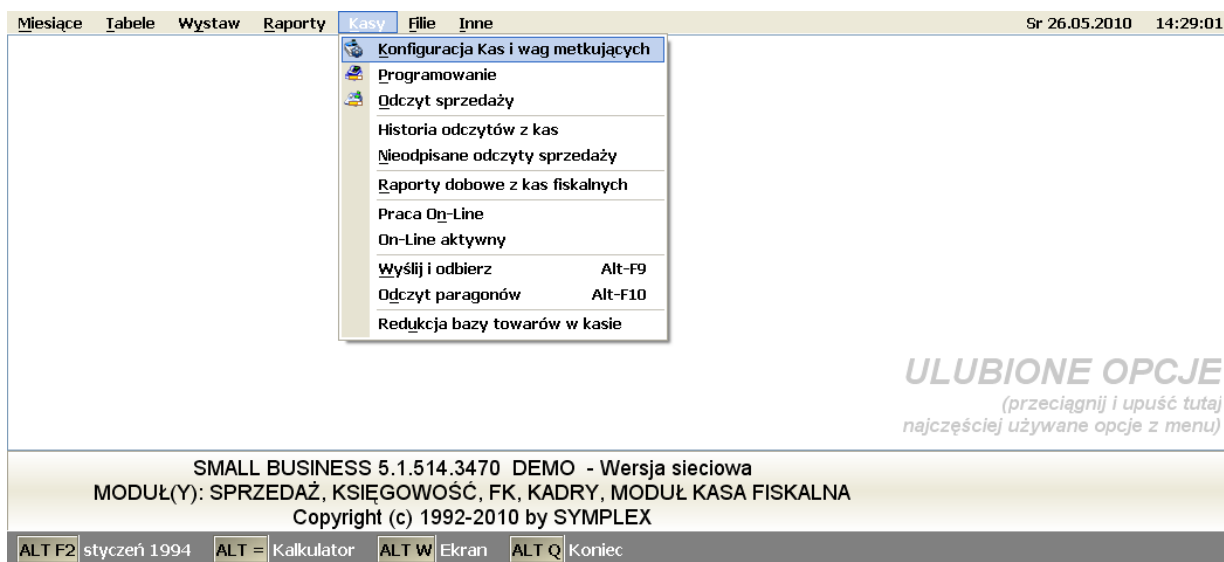 Miesiące Tabele Wystaw Raporty Kasy Filie Inne Sr 26.05.2010 14:29:01
Konfiguracja Kas i wag metkujących
Programowanie
Odczyt sprzedaży
Historia odczytów z kas
Nieodpisane odczyty sprzedaży
Raporty dobowe z kas fiskalnych
Praca On-Line
On-Line aktywny
Wyślij i odbierz Alt-F9
Odczyt paragonów Alt-F10
Redukcja bazy towarów w kasie
ULUBIONE OPCJE
(przeciągnij i upuść tutaj
najczęściej używane opcje z menu)
SMALL BUSINESS 5.1.514.3470 DEMO - Wersja sieciowa
MODUŁ(Y): SPRZEDAŻ, KSIĘGOWOŚĆ, FK, KADRY, MODUŁ KASA FISKALNA
Copyright (c) 1992-2010 by SYMPLEX
ALT F2 styczeń 1994 ALT = Kalkulator ALT W Ekran ALT Q Koniec